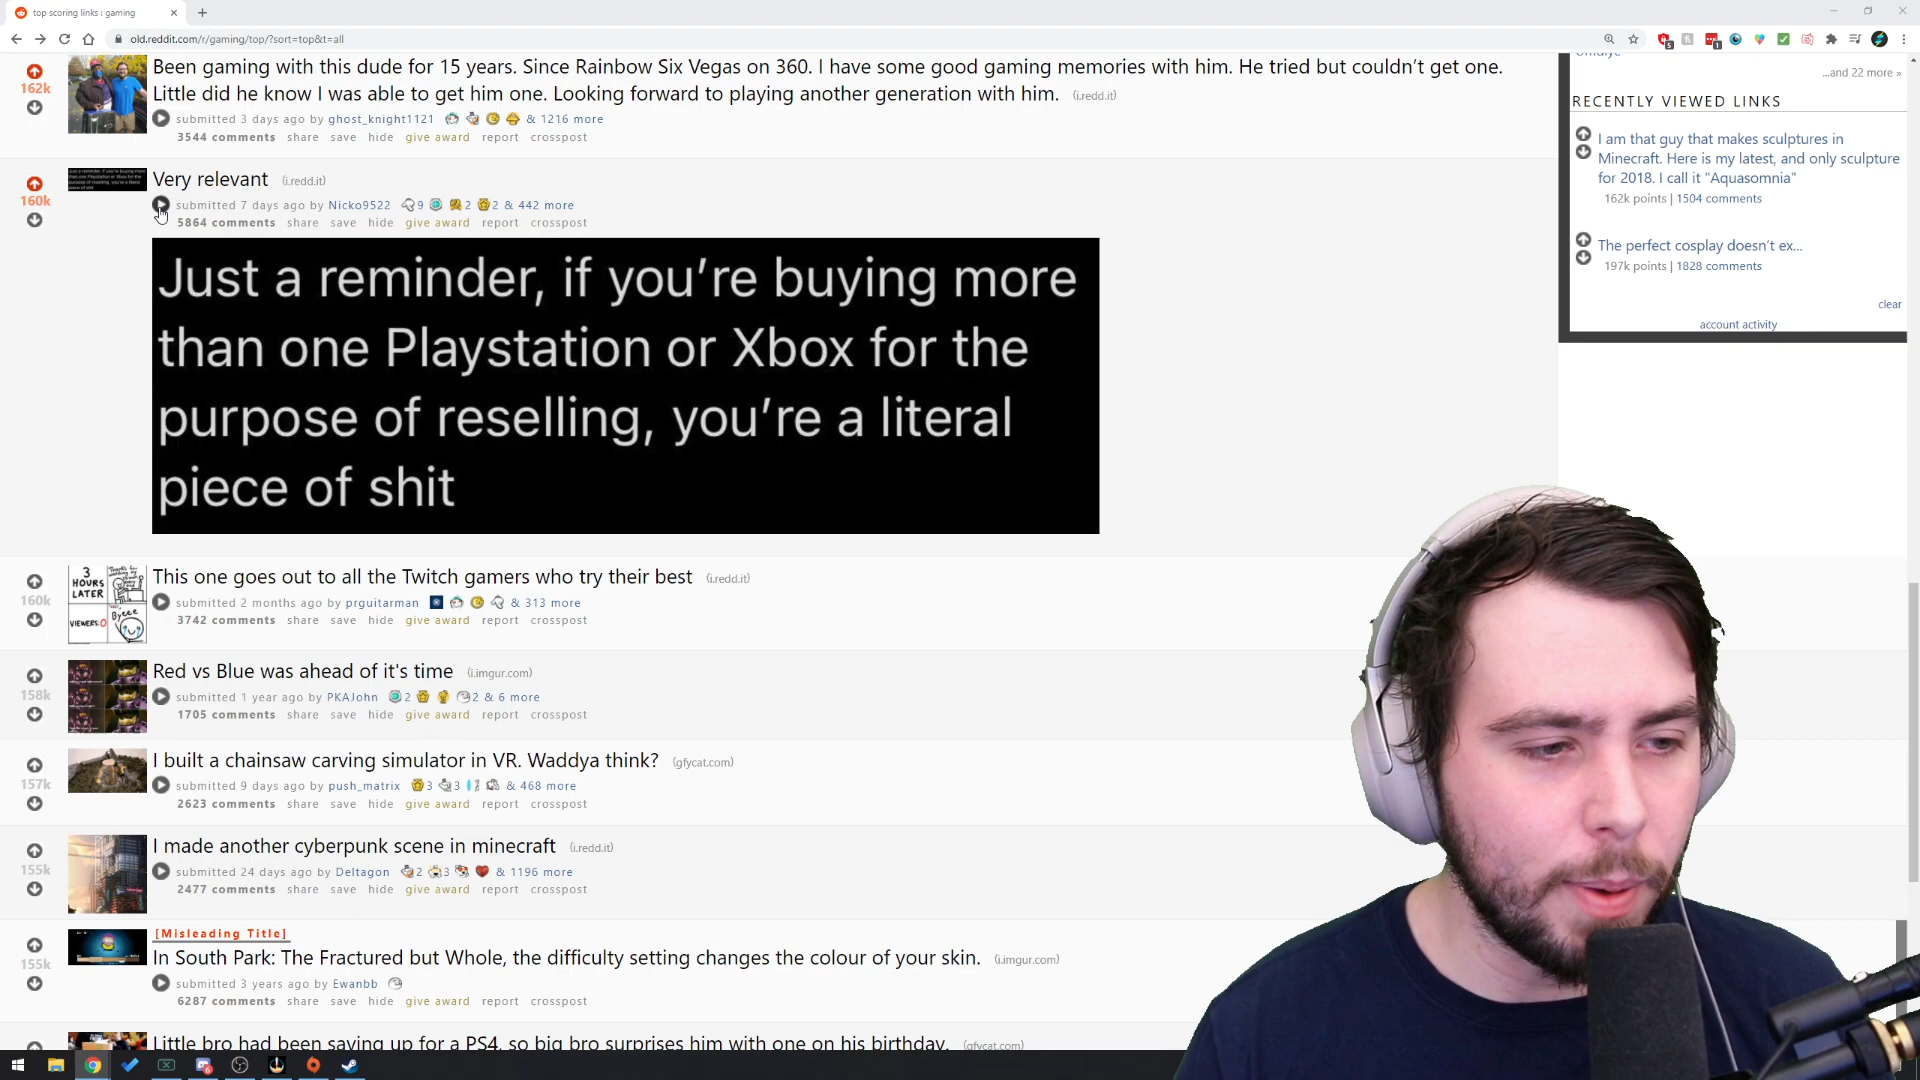 top scoring links : gaming
old.reddit.com/r/gaming/top/?sort=top&t=all
162k
Been gaming with this dude for 15 years. Since Rainbow Six Vegas on 360. I have some good gaming memories with him. He tried but couldn't get one.
Little did he know I was able to get him one. Looking forward to playing another generation with him. (i.redd.it)
submitted 3 days ago by ghost_knight1121 & 1216 more
3544 comments share save hide give award report crosspost
160k
Very relevant (i.redd.it)
submitted 7 days ago by Nicko9522 9 2 2 & 442 more
5864 comments share save hide give award report crosspost
Just a reminder, if you're buying more
than one Playstation or Xbox for the
purpose of reselling, you're a literal
piece of shit
160k
3 HOURS LATER
VIEWERS: 0
Byeee
This one goes out to all the Twitch gamers who try their best (i.redd.it)
submitted 2 months ago by prguitarman & 313 more
3742 comments share save hide give award report crosspost
158k
Red vs Blue was ahead of it's time (i.imgur.com)
submitted 1 year ago by PKAJohn 2 2 & 6 more
1705 comments share save hide give award report crosspost
157k
I built a chainsaw carving simulator in VR. Waddya think? (gfycat.com)
submitted 9 days ago by push_matrix 3 3 & 468 more
2623 comments share save hide give award report crosspost
155k
I made another cyberpunk scene in minecraft (i.redd.it)
submitted 24 days ago by Deltagon 2 3 & 1196 more
2477 comments share save hide give award report crosspost
155k
[Misleading Title]
In South Park: The Fractured but Whole, the difficulty setting changes the colour of your skin. (i.imgur.com)
submitted 3 years ago by Ewanbb
6287 comments share save hide give award report crosspost
Little bro had been saving up for a PS4, so big bro surprises him with one on his birthday. (gfycat.com)
...and 22 more »
RECENTLY VIEWED LINKS
I am that guy that makes sculptures in
Minecraft. Here is my latest, and only sculpture
for 2018. I call it "Aquasomnia"
162k points | 1504 comments
The perfect cosplay doesn't ex...
197k points | 1828 comments
clear
account activity